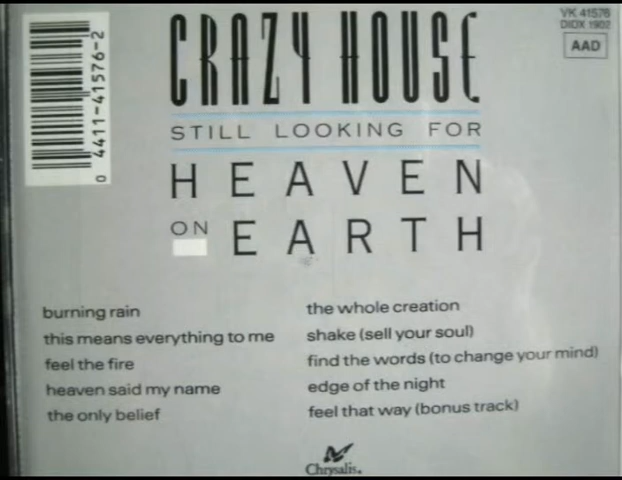 CRAZY HOUSE
VK 41576
DIDX 1902
AAD
0 4411-41576-2
STILL LOOKING FOR
HEAVEN
ON EARTH
burning rain
this means everything to me
feel the fire
heaven said my name
the only belief
the whole creation
shake (sell your soul)
find the words (to change your mind)
edge of the night
feel that way (bonus track)
Chrysalis.